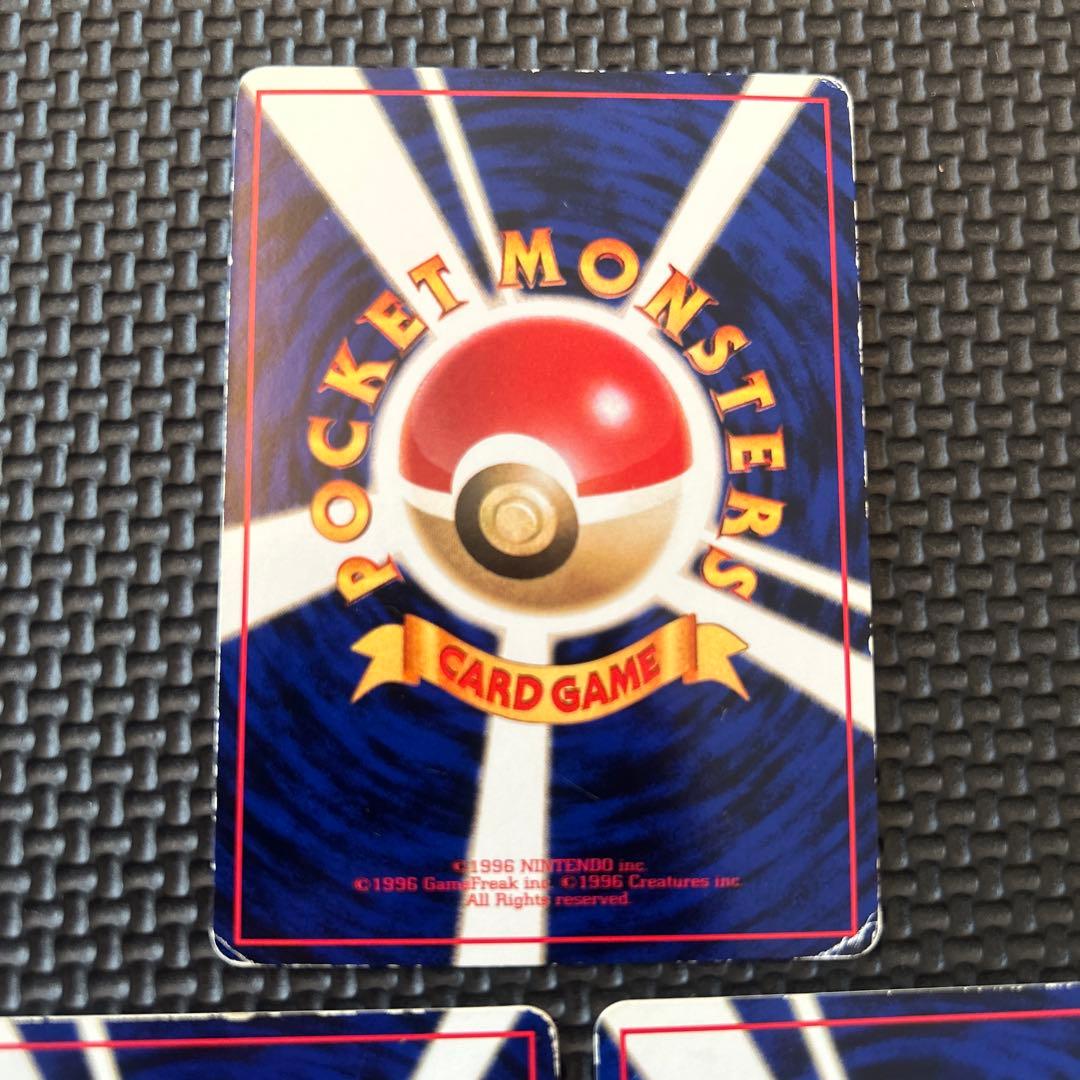 POCKET MONSTERS
CARD GAME
©1996 NINTENDO inc.
©1996 GameFreak inc. ©1996 Creatures inc.
All Rights reserved.